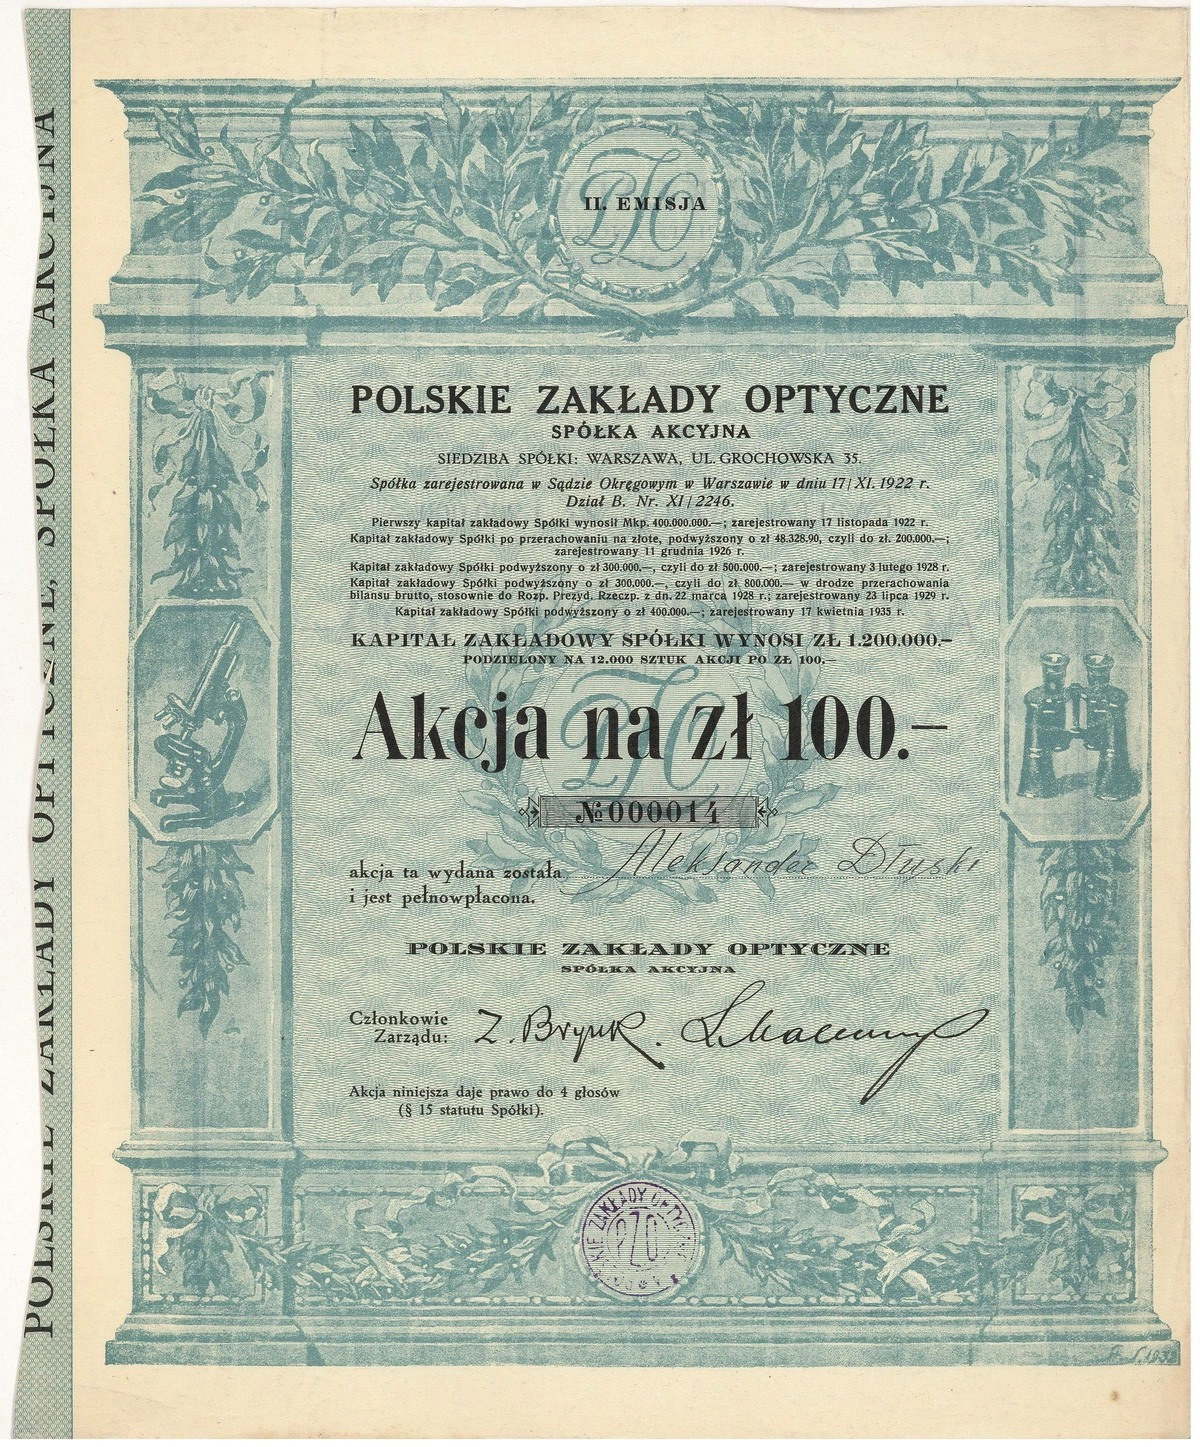 II. EMISJA
POLSKIE ZAKŁADY OPTYCZNE
SPÓŁKA AKCYJNA
SIEDZIBA SPÓŁKI: WARSZAWA, UL. GROCHOWSKA 35.
Spółka zarejestrowana w Sądzie Okręgowym w Warszawie w dniu 17/XI. 1922 r.
Dział B. Nr. XI/2246.
Pierwszy kapitał zakładowy Spółki wynosił Mkp. 400.000.000.—; zarejestrowany 17 listopada 1922 r.
Kapitał zakładowy Spółki po przerachowaniu na złote, podwyższony o zł 48.328.90, czyli do zł. 200.000.—;
zarejestrowany 11 grudnia 1926 r.
Kapitał zakładowy Spółki podwyższony o zł 300.000.—, czyli do zł 500.000.—; zarejestrowany 3 lutego 1928 r.
Kapitał zakładowy Spółki podwyższony o zł 300.000.—, czyli do zł 800.000.— w drodze przerachowania
bilansu brutto, stosownie do Rozp. Prezyd. Rzeczp. z dn. 22 marca 1928 r.; zarejestrowany 23 lipca 1929 r.
Kapitał zakładowy Spółki podwyższony o zł 400.000.—; zarejestrowany 17 kwietnia 1935 r.
KAPITAŁ ZAKŁADOWY SPÓŁKI WYNOSI ZŁ 1.200.000.—
PODZIELONY NA 12.000 SZTUK AKCJI PO ZŁ 100.—
Akcja na zł 100.—
№ 000014
akcja ta wydana została Aleksander Dłuski
i jest pełnowpłacona.
POLSKIE ZAKŁADY OPTYCZNE
SPÓŁKA AKCYJNA
Członkowie
Zarządu:
Akcja niniejsza daje prawo do 4 głosów
(§ 15 statutu Spółki).
PZO
POLSKIE ZAKŁADY OPTYCZNE, SPÓŁKA AKCYJNA